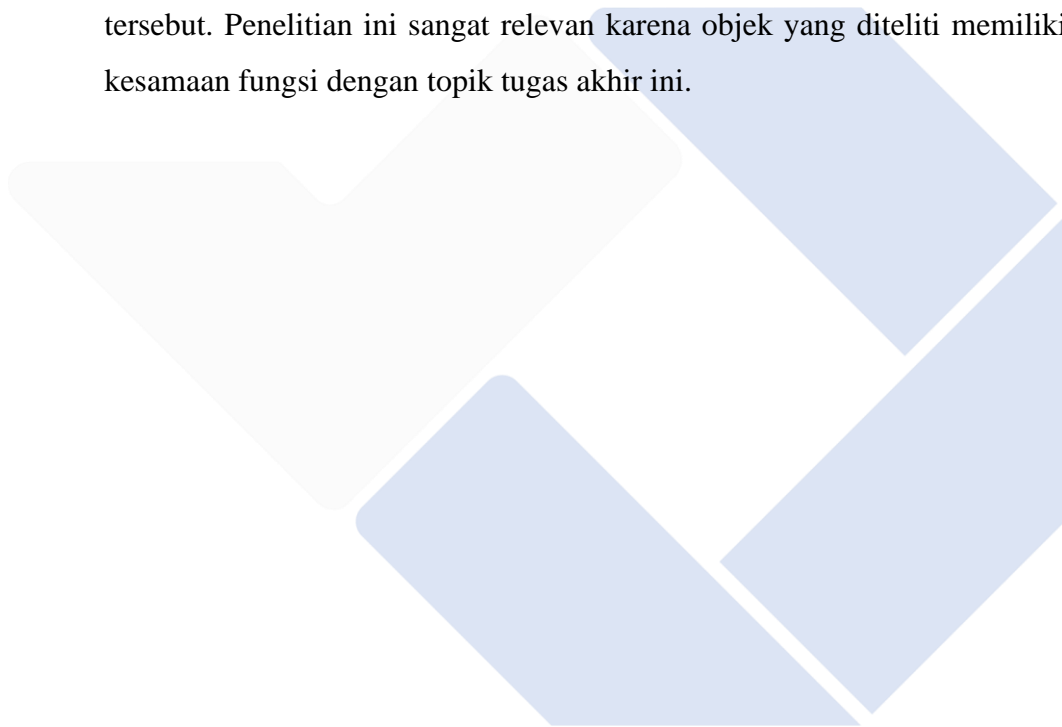 tersebut. Penelitian ini sangat relevan karena objek yang diteliti memiliki
kesamaan fungsi dengan topik tugas akhir ini.